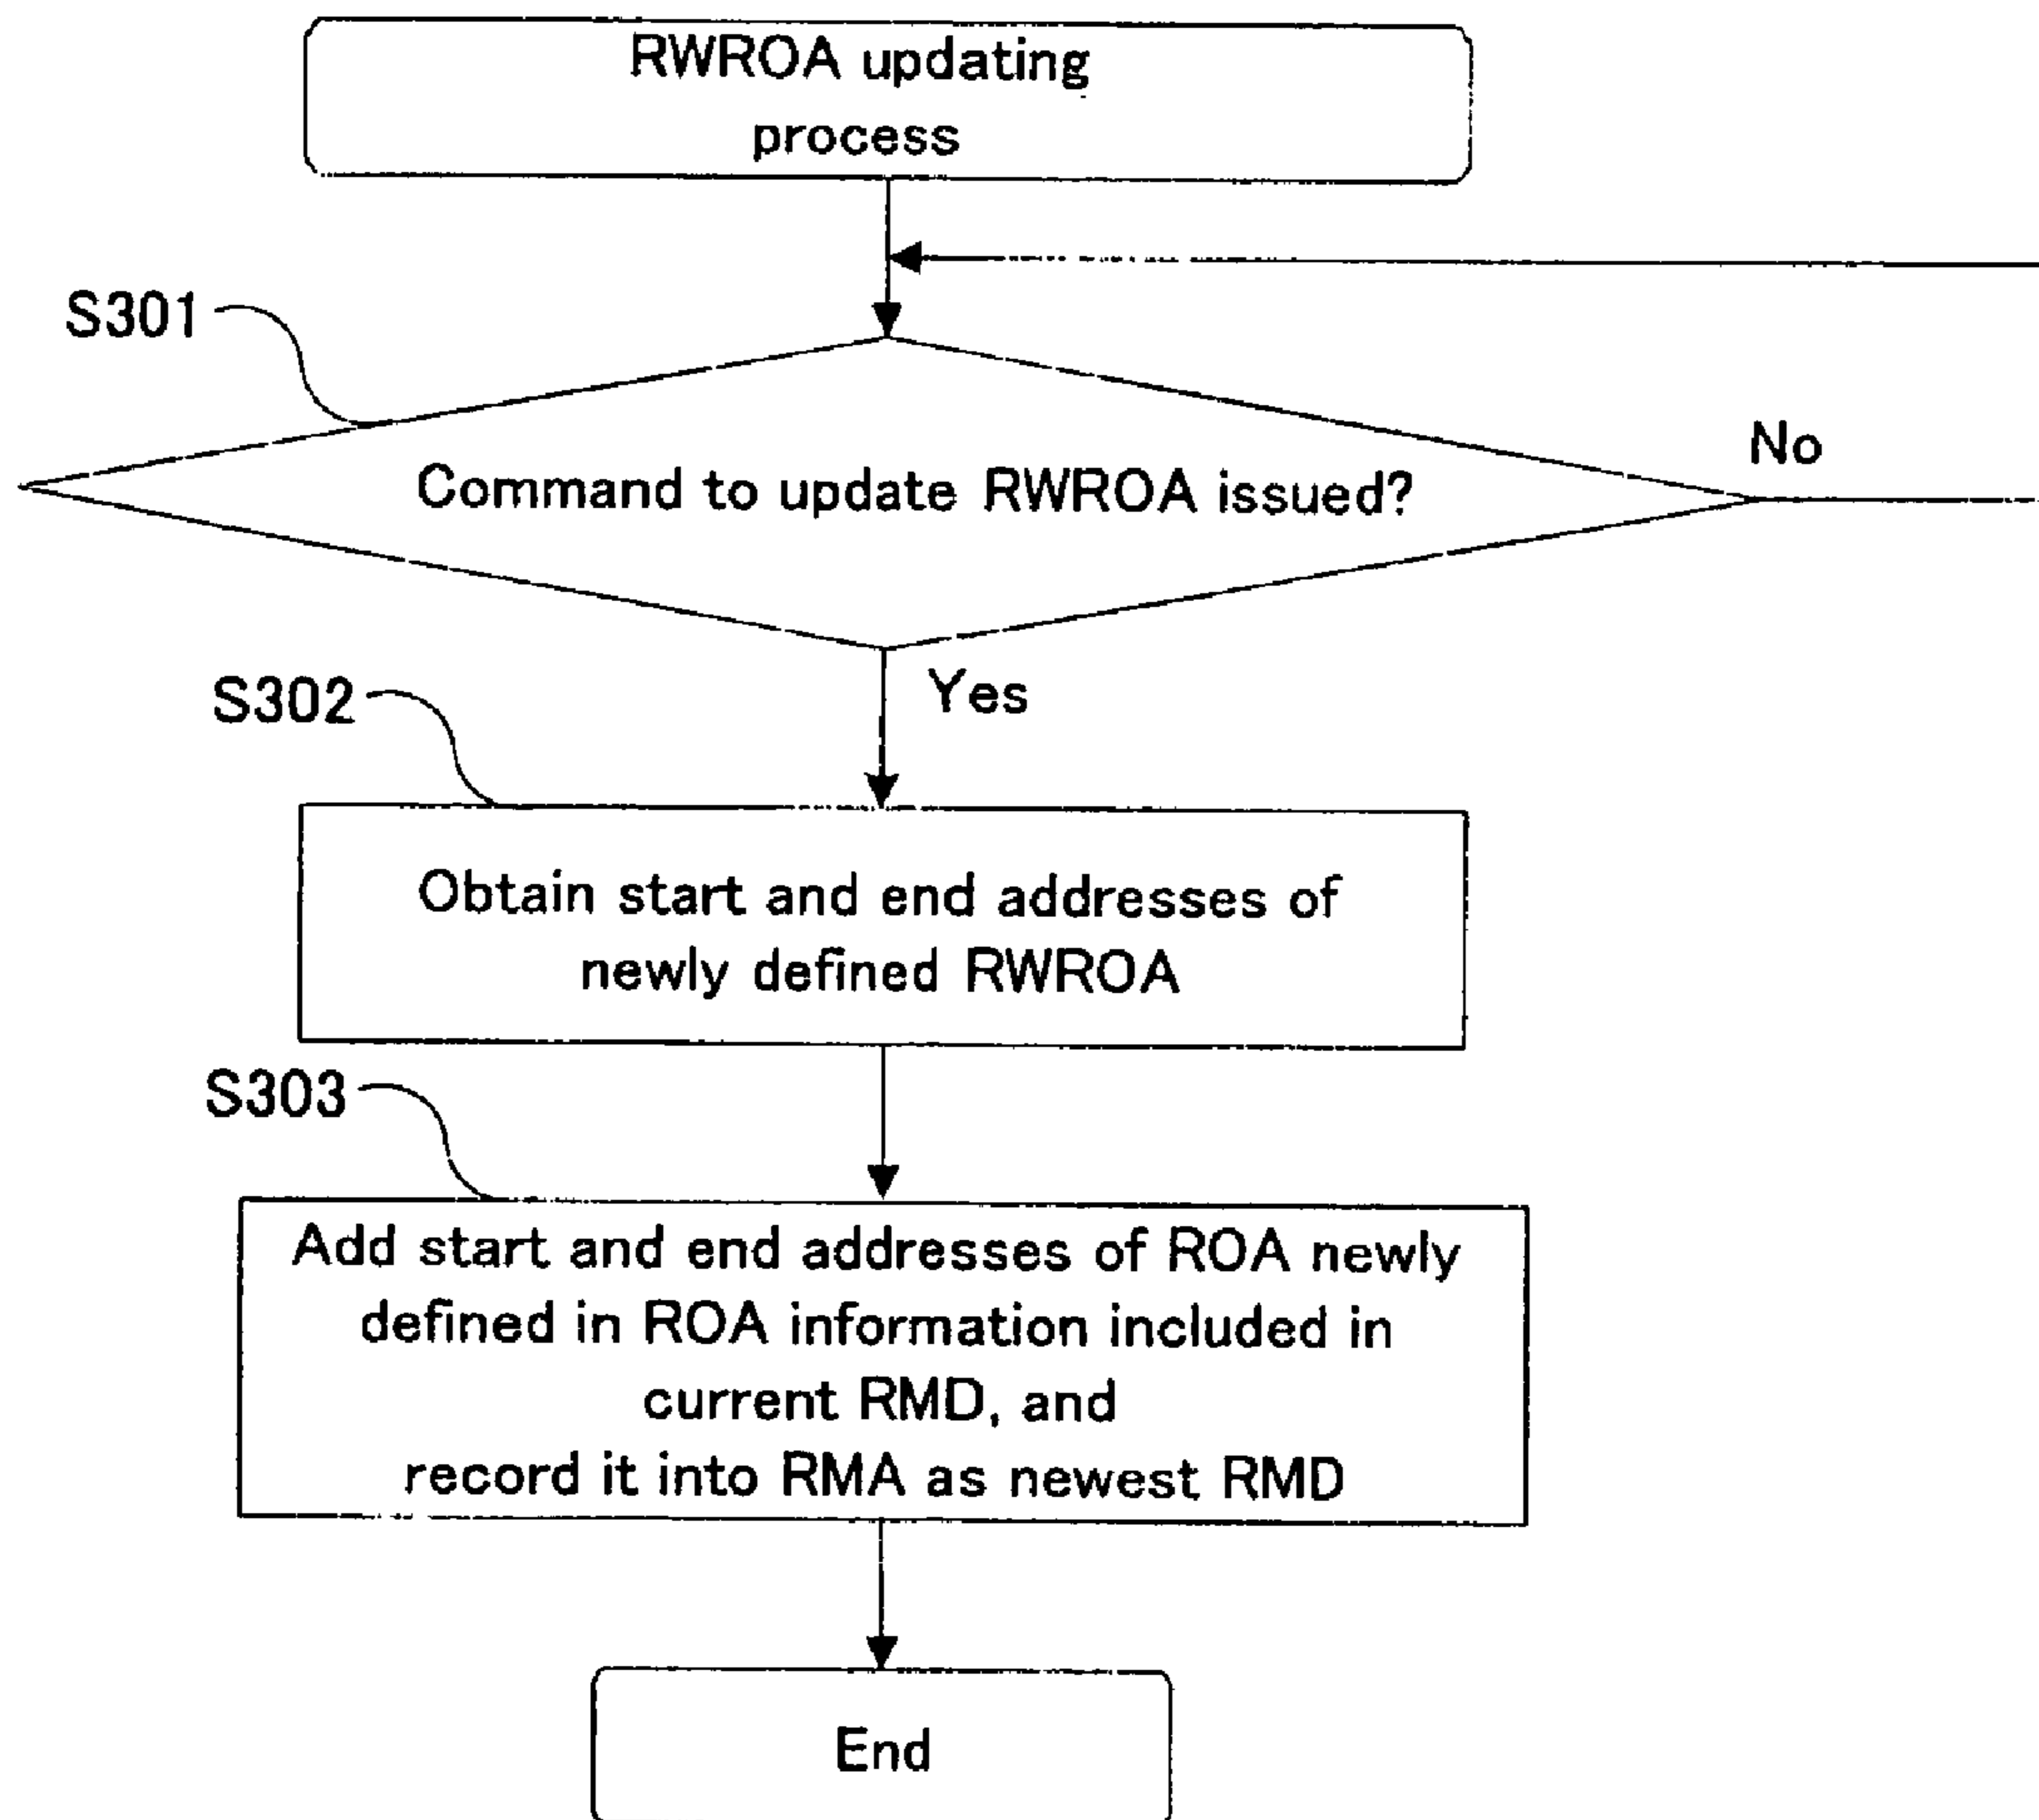 RWROA updating
process
S301
No
Command to update RWROA issued?
Yes
S302
Obtain start and end addresses of
newly defined RWROA
S303
Add start and end addresses of ROA newly
defined in ROA information included in
current RMD, and
record it into RMA as newest RMD
End